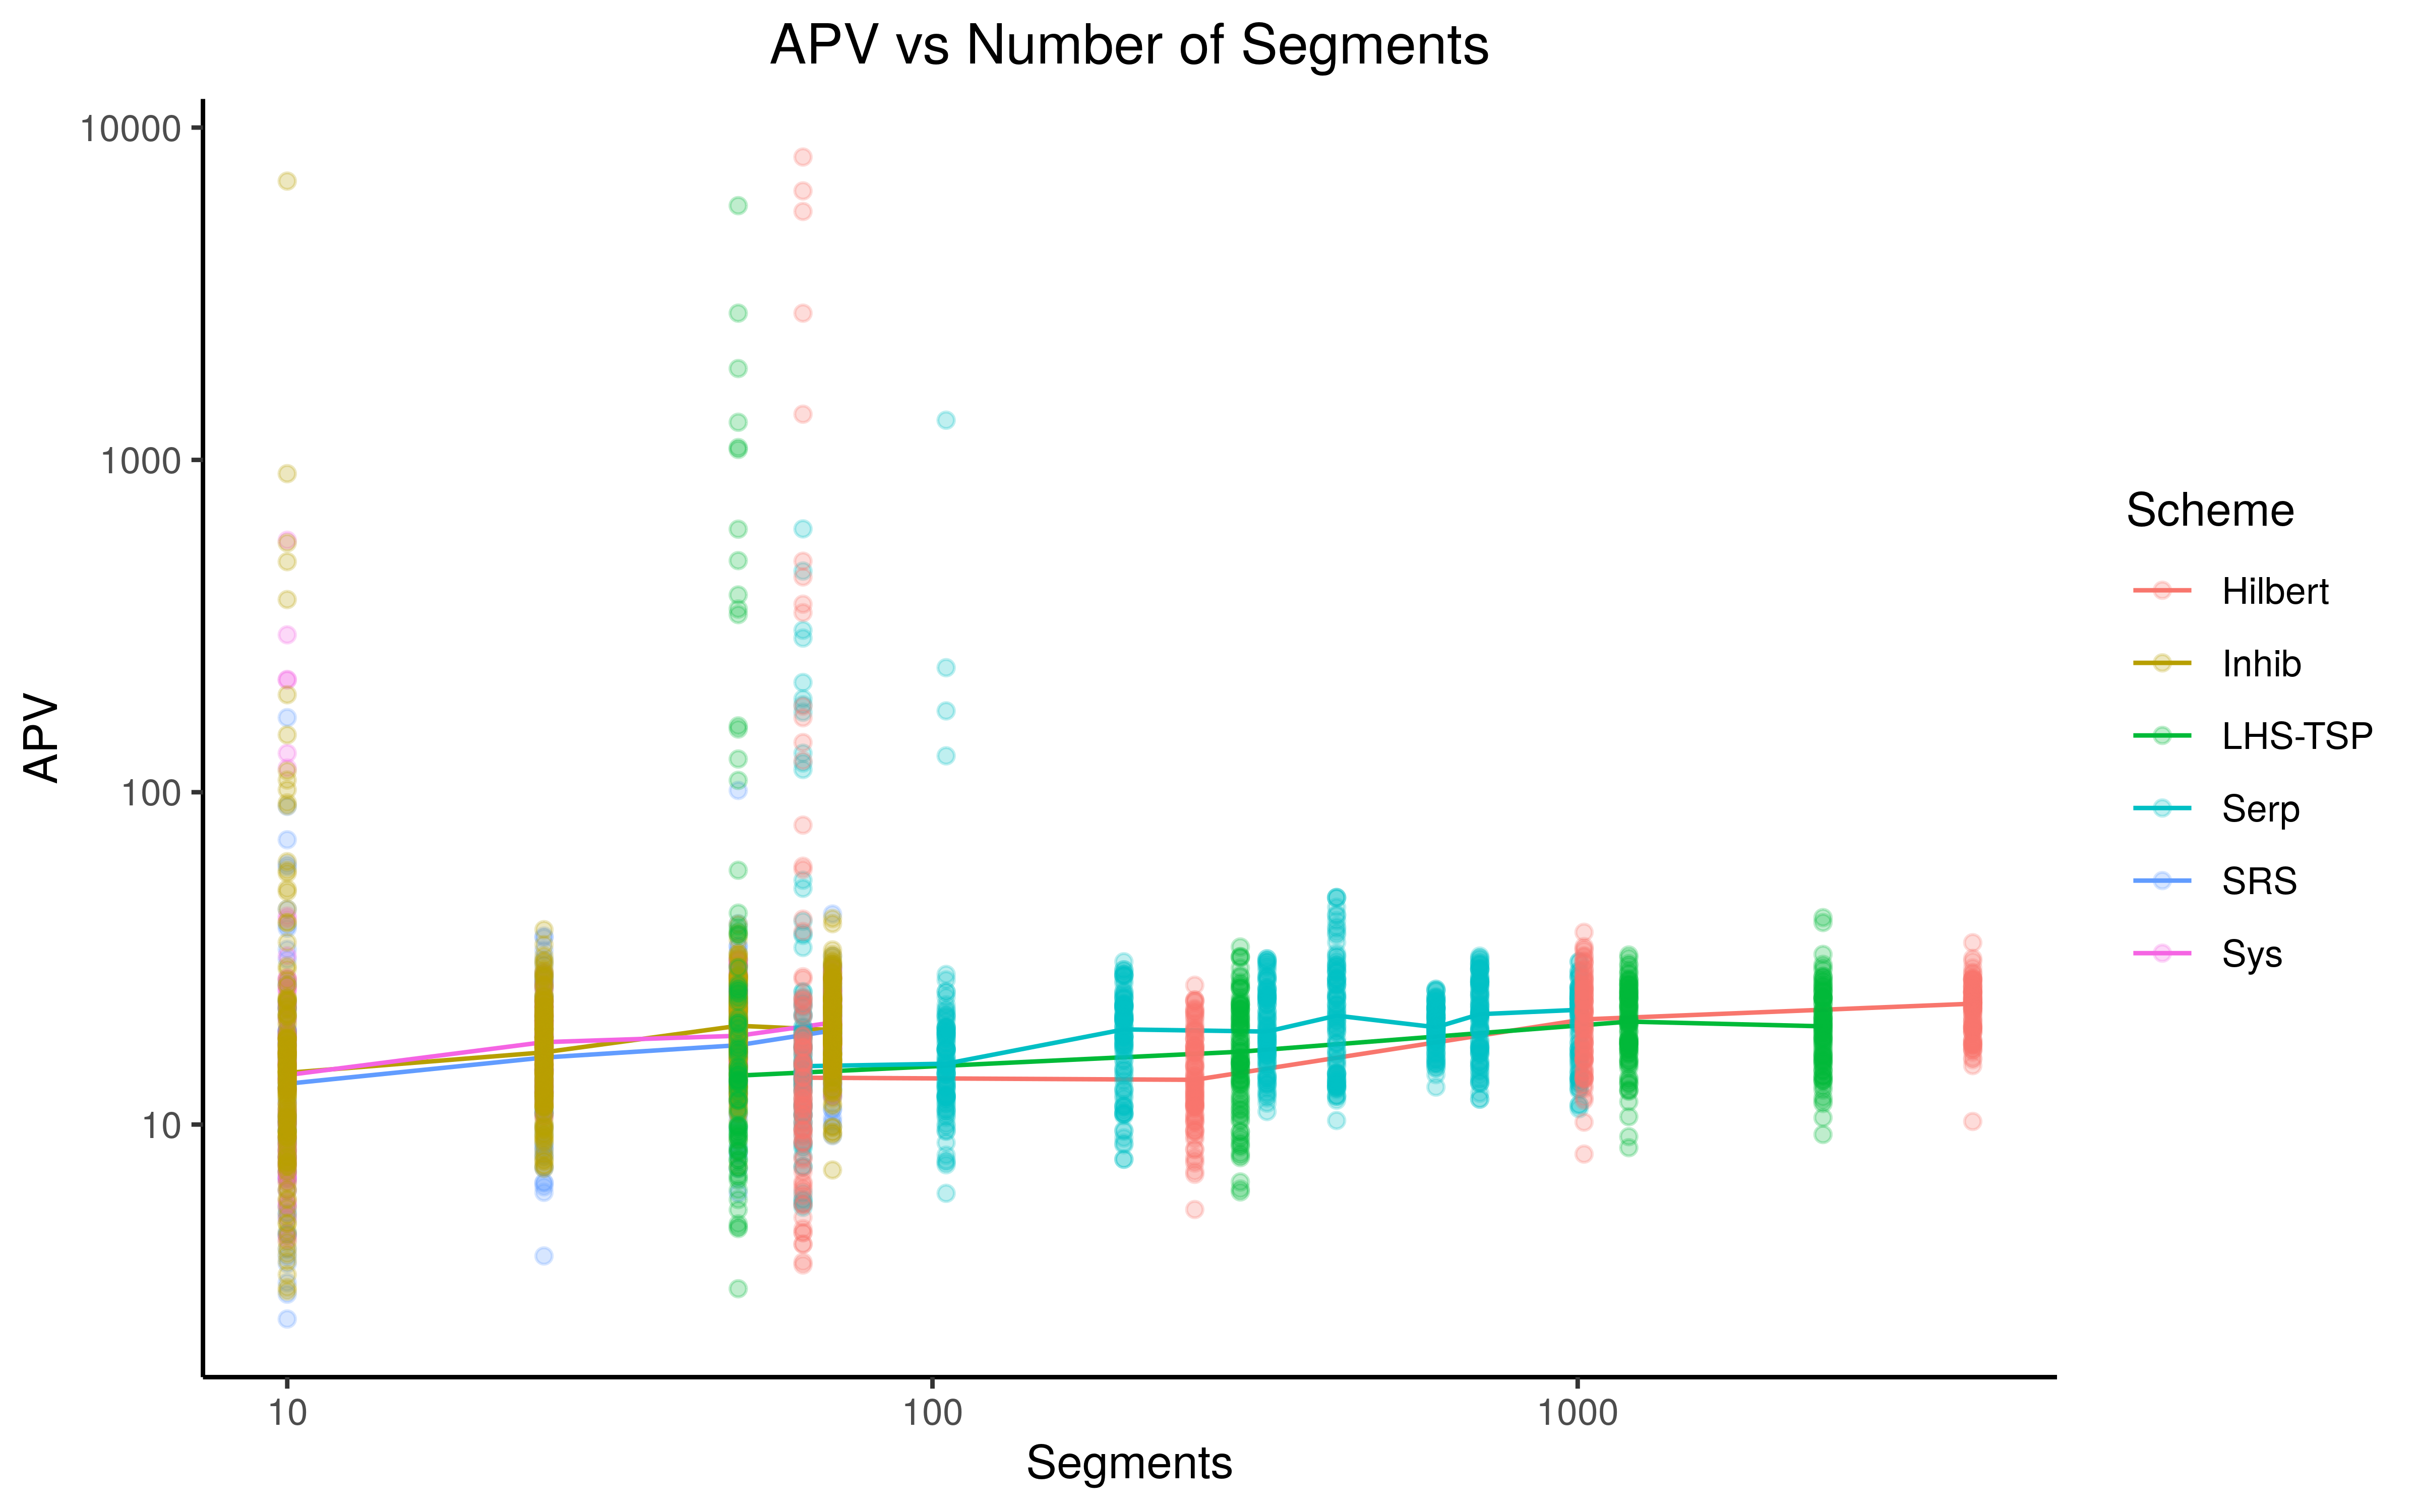 APV vs Number of Segments
10000
1000
100
10
APV
10
100
1000
Segments
Scheme
Hilbert
Inhib
LHS-TSP
Serp
SRS
Sys